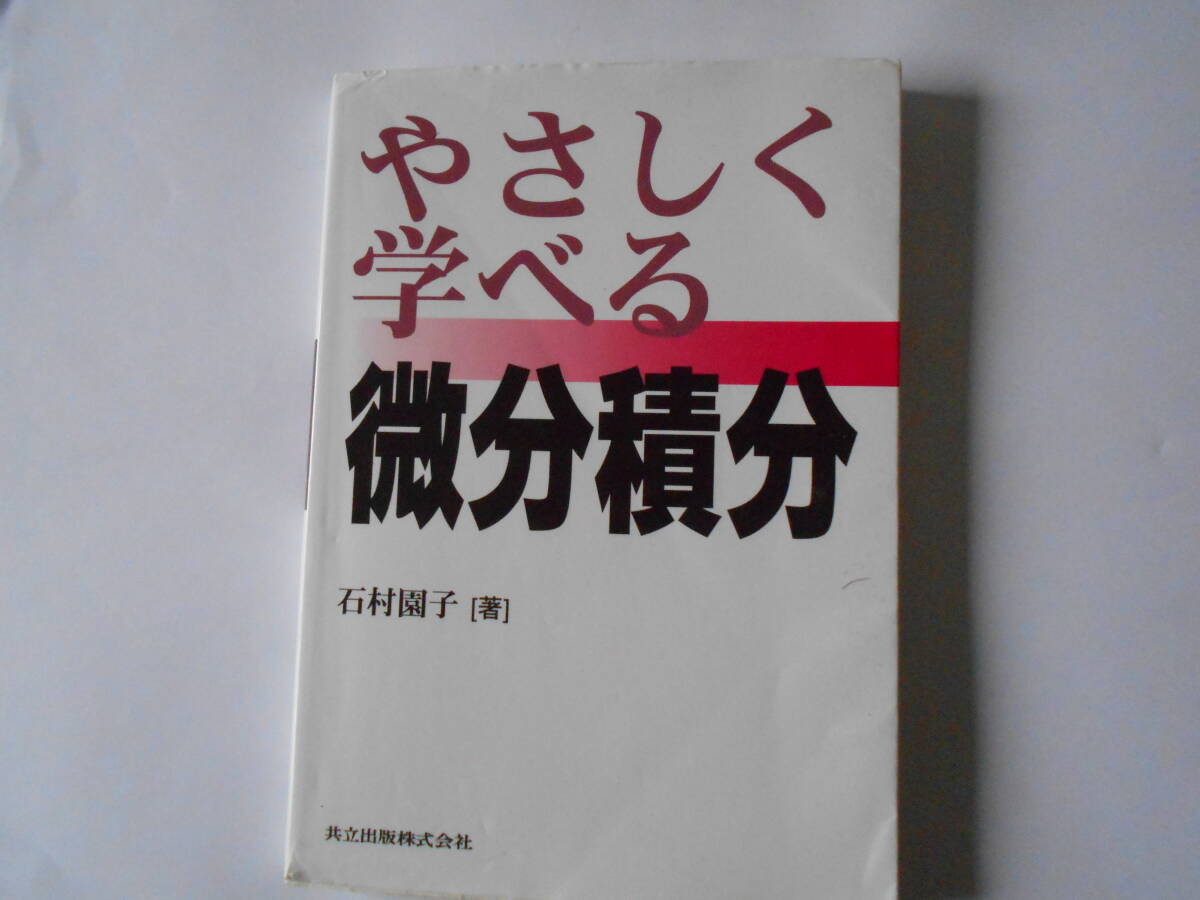 やさしく
学べる
微分積分
石村園子 [著]
共立出版株式会社